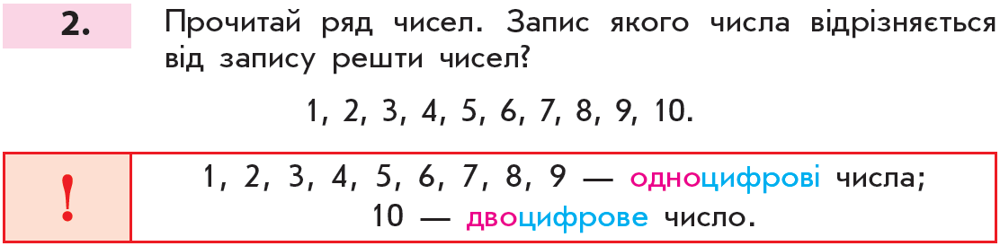 2. Прочитай ряд чисел. Запис якого числа відрізняється
від запису решти чисел?
1, 2, 3, 4, 5, 6, 7, 8, 9, 10.
! 1, 2, 3, 4, 5, 6, 7, 8, 9 — одноцифрові числа;
10 — двоцифрове число.